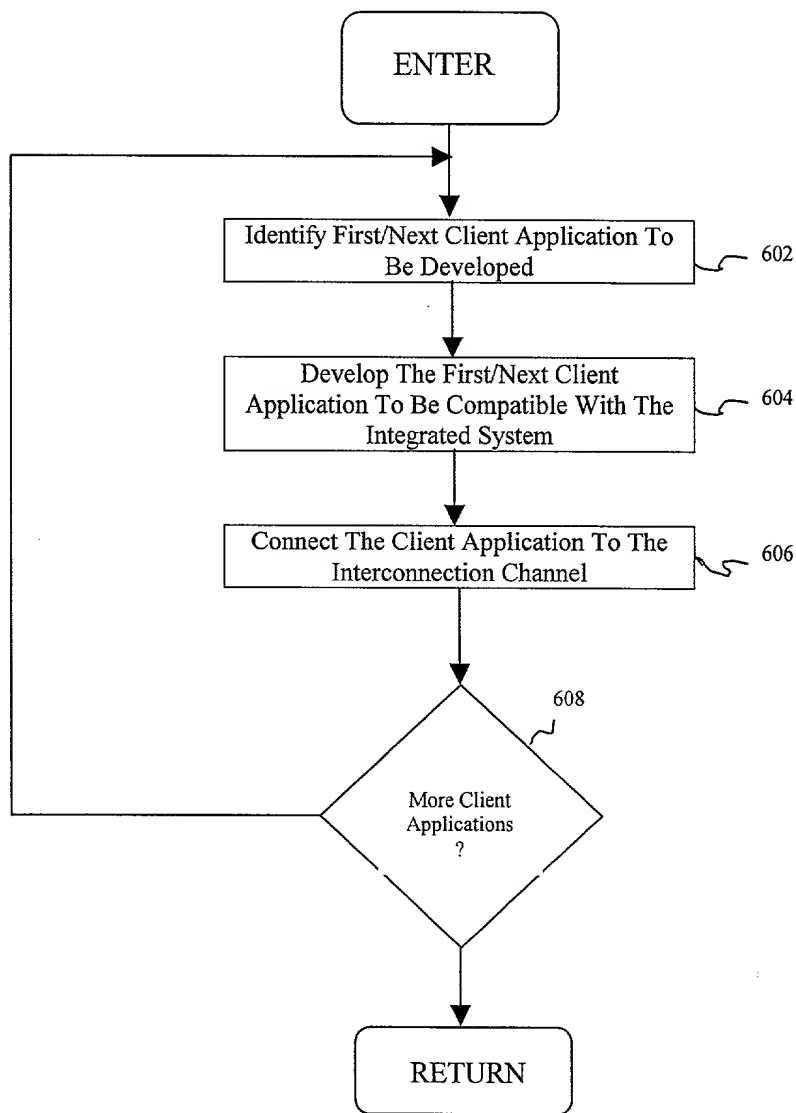 ENTER
Identify First/Next Client Application To
Be Developed
602
Develop The First/Next Client
Application To Be Compatible With The
Integrated System
604
Connect The Client Application To The
Interconnection Channel
606
608
More Client
Applications
?
RETURN